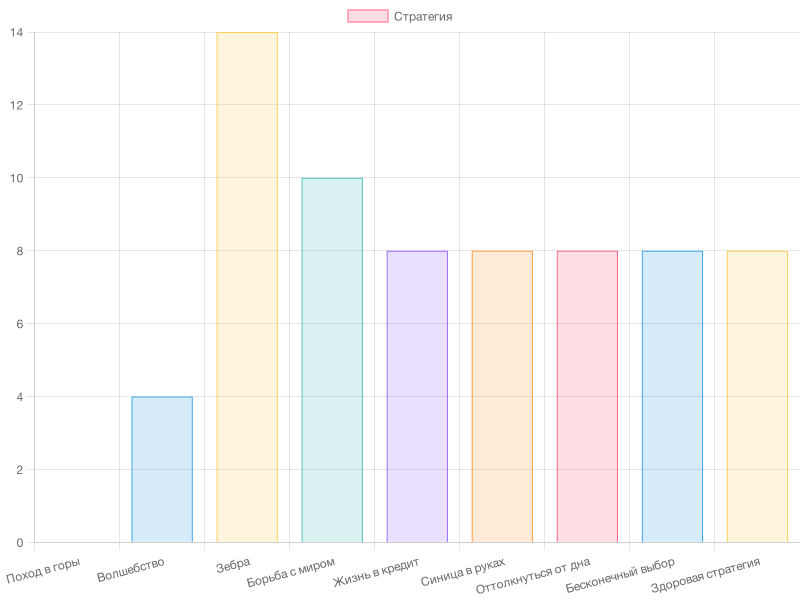 Стратегия
14
12
10
8
6
4
2
0
Поход в горы
Волшебство
Зебра
Борьба с миром
Жизнь в кредит
Синица в руках
Оттолкнуться от дна
Бесконечный выбор
Здоровая стратегия